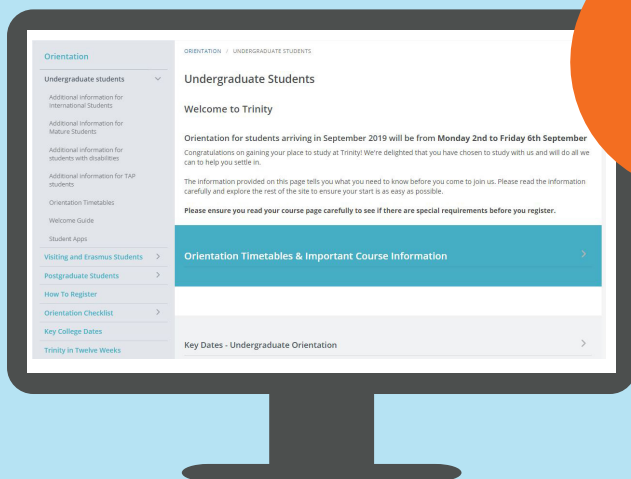 Orientation
Undergraduate students
Additional information for
International Students
Additional information for
Mature Students
Additional information for
students with disabilities
Additional information for TAP
students
Orientation Timetables
Welcome Guide
Student Apps
Visiting and Erasmus Students
Postgraduate Students
How To Register
Orientation Checklist
Key College Dates
Trinity in Twelve Weeks
ORIENTATION / UNDERGRADUATE STUDENTS
Undergraduate Students
Welcome to Trinity
Orientation for students arriving in September 2019 will be from Monday 2nd to Friday 6th September
Congratulations on gaining your place to study at Trinity! We're delighted that you have chosen to study with us and will do all we
can to help you settle in.
The information provided on this page tells you what you need to know before you come to join us. Please read the information
carefully and explore the rest of the site to ensure your start is as easy as possible.
Please ensure you read your course page carefully to see if there are special requirements before you register.
Orientation Timetables & Important Course Information
Key Dates - Undergraduate Orientation